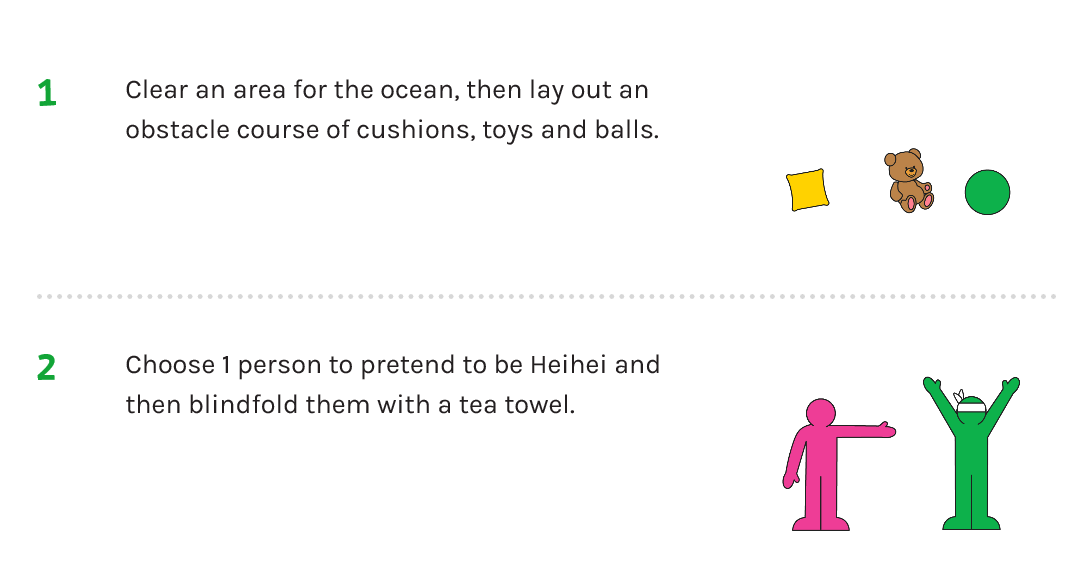 1
Clear an area for the ocean, then lay out an
obstacle course of cushions, toys and balls.
2
Choose 1 person to pretend to be Heihei and
then blindfold them with a tea towel.